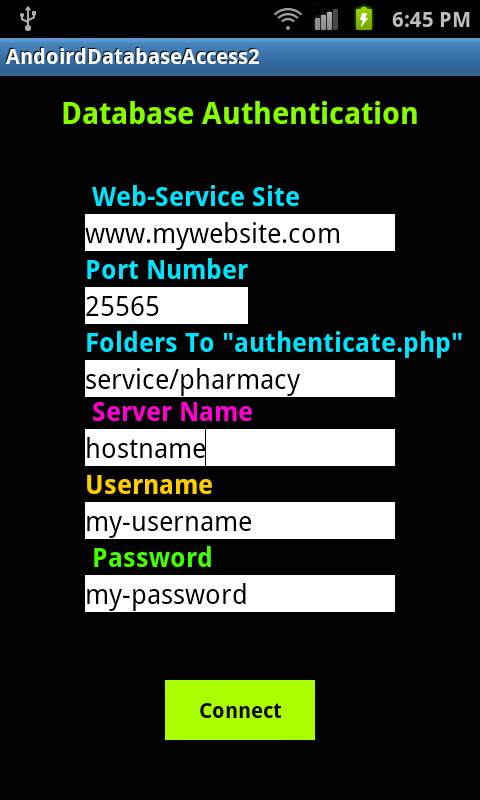 6:45 PM
AndoirdDatabaseAccess2
Database Authentication
Web-Service Site
www.mywebsite.com
Port Number
25565
Folders To "authenticate.php"
service/pharmacy
Server Name
hostname
Username
my-username
Password
my-password
Connect